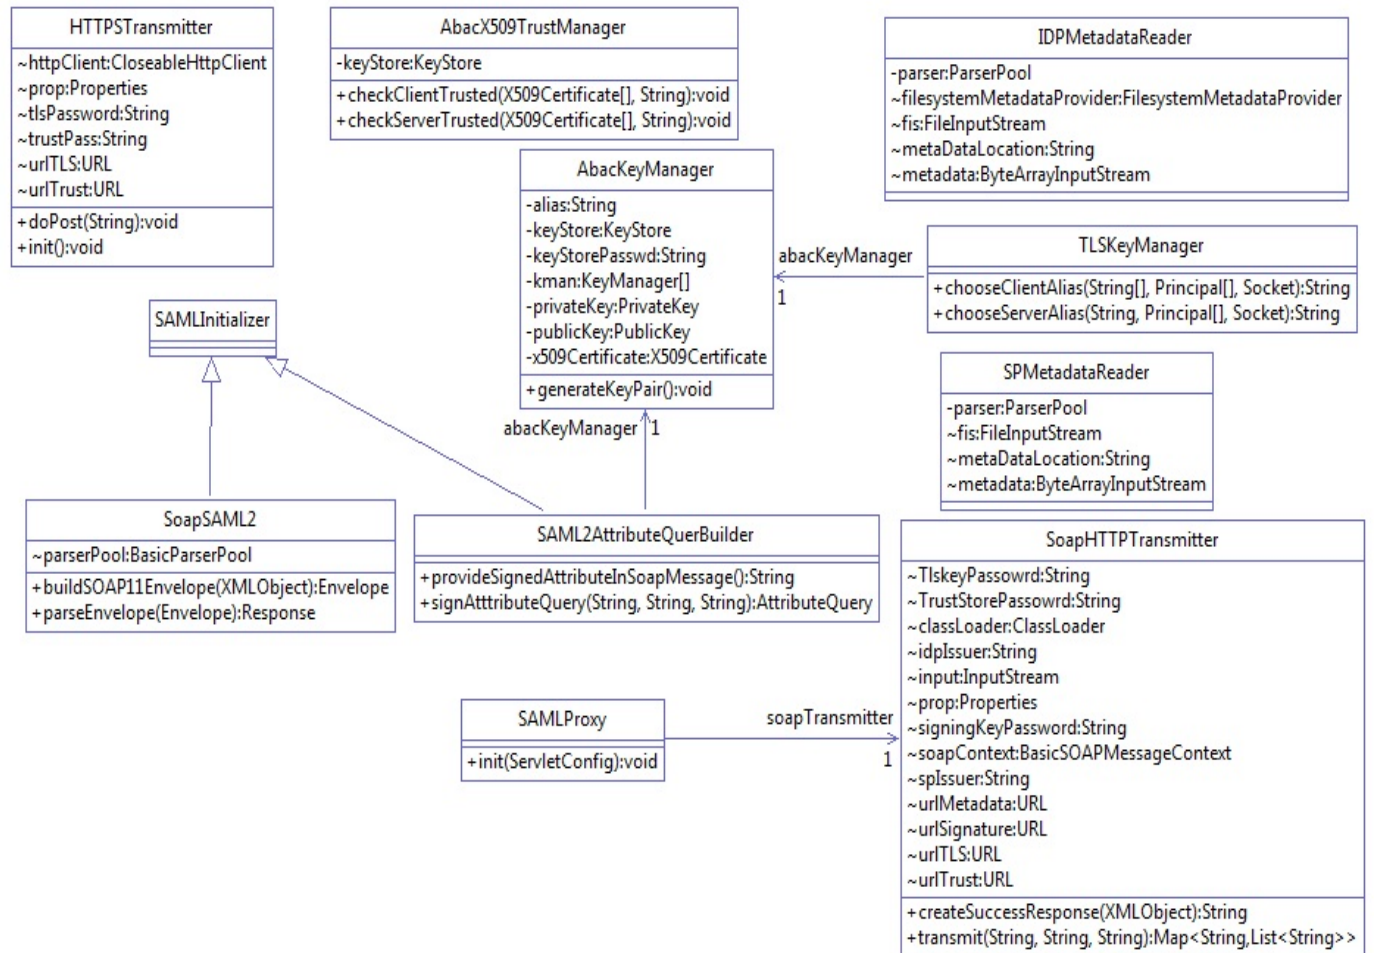 HTTPSTransmitter
~httpClient:CloseableHttpClient
~prop:Properties
~tlsPassword:String
~trustPass:String
~urlTLS:URL
~urlTrust:URL
+doPost(String):void
+init():void
AbacX509TrustManager
-keyStore:KeyStore
+checkClientTrusted(X509Certificate[], String):void
+checkServerTrusted(X509Certificate[], String):void
IDPMetadataReader
-parser:ParserPool
~filesystemMetadataProvider:FilesystemMetadataProvider
~fis:FileInputStream
~metaDataLocation:String
~metadata:ByteArrayInputStream
AbacKeyManager
-alias:String
-keyStore:KeyStore
-keyStorePasswd:String
-kman:KeyManager[]
-privateKey:PrivateKey
-publicKey:PublicKey
-x509Certificate:X509Certificate
+generateKeyPair():void
abacKeyManager
1
TLSKeyManager
+chooseClientAlias(String[], Principal[], Socket):String
+chooseServerAlias(String, Principal[], Socket):String
SAMLInitializer
SPMetadataReader
-parser:ParserPool
~fis:FileInputStream
~metaDataLocation:String
~metadata:ByteArrayInputStream
abacKeyManager
1
SoapSAML2
~parserPool:BasicParserPool
+buildSOAP11Envelope(XMLObject):Envelope
+parseEnvelope(Envelope):Response
SAML2AttributeQuerBuilder
+provideSignedAttributeInSoapMessage():String
+signAtttributeQuery(String, String, String):AttributeQuery
SAMLProxy
+init(ServletConfig):void
soapTransmitter
1
SoapHTTPTransmitter
~TlskeyPassowrd:String
~TrustStorePassowrd:String
~classLoader:ClassLoader
~idpIssuer:String
~input:InputStream
~prop:Properties
~signingKeyPassword:String
~soapContext:BasicSOAPMessageContext
~spIssuer:String
~urlMetadata:URL
~urlSignature:URL
~urlTLS:URL
~urlTrust:URL
+createSuccessResponse(XMLObject):String
+transmit(String, String, String):Map<String,List<String>>